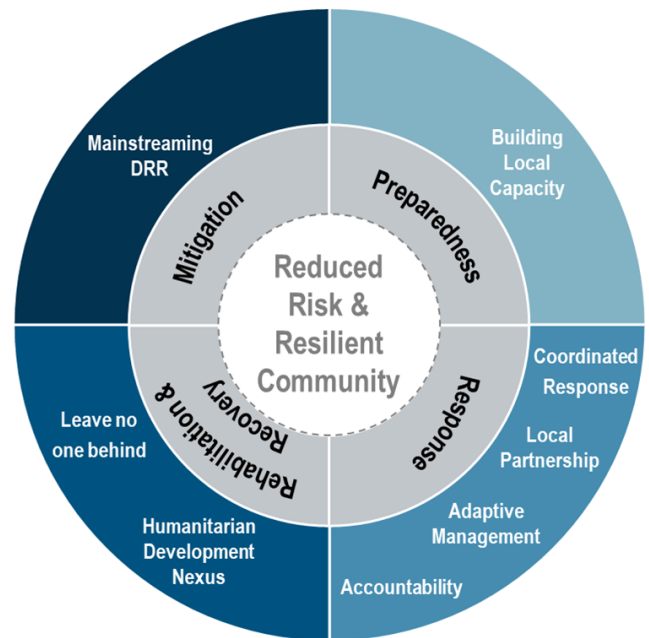 Mainstreaming
DRR
Building
Local
Capacity
Mitigation
Preparedness
Reduced
Risk &
Resilient
Community
Rehabilitation &
Recovery
Response
Leave no
one behind
Humanitarian
Development
Nexus
Coordinated
Response
Local
Partnership
Adaptive
Management
Accountability